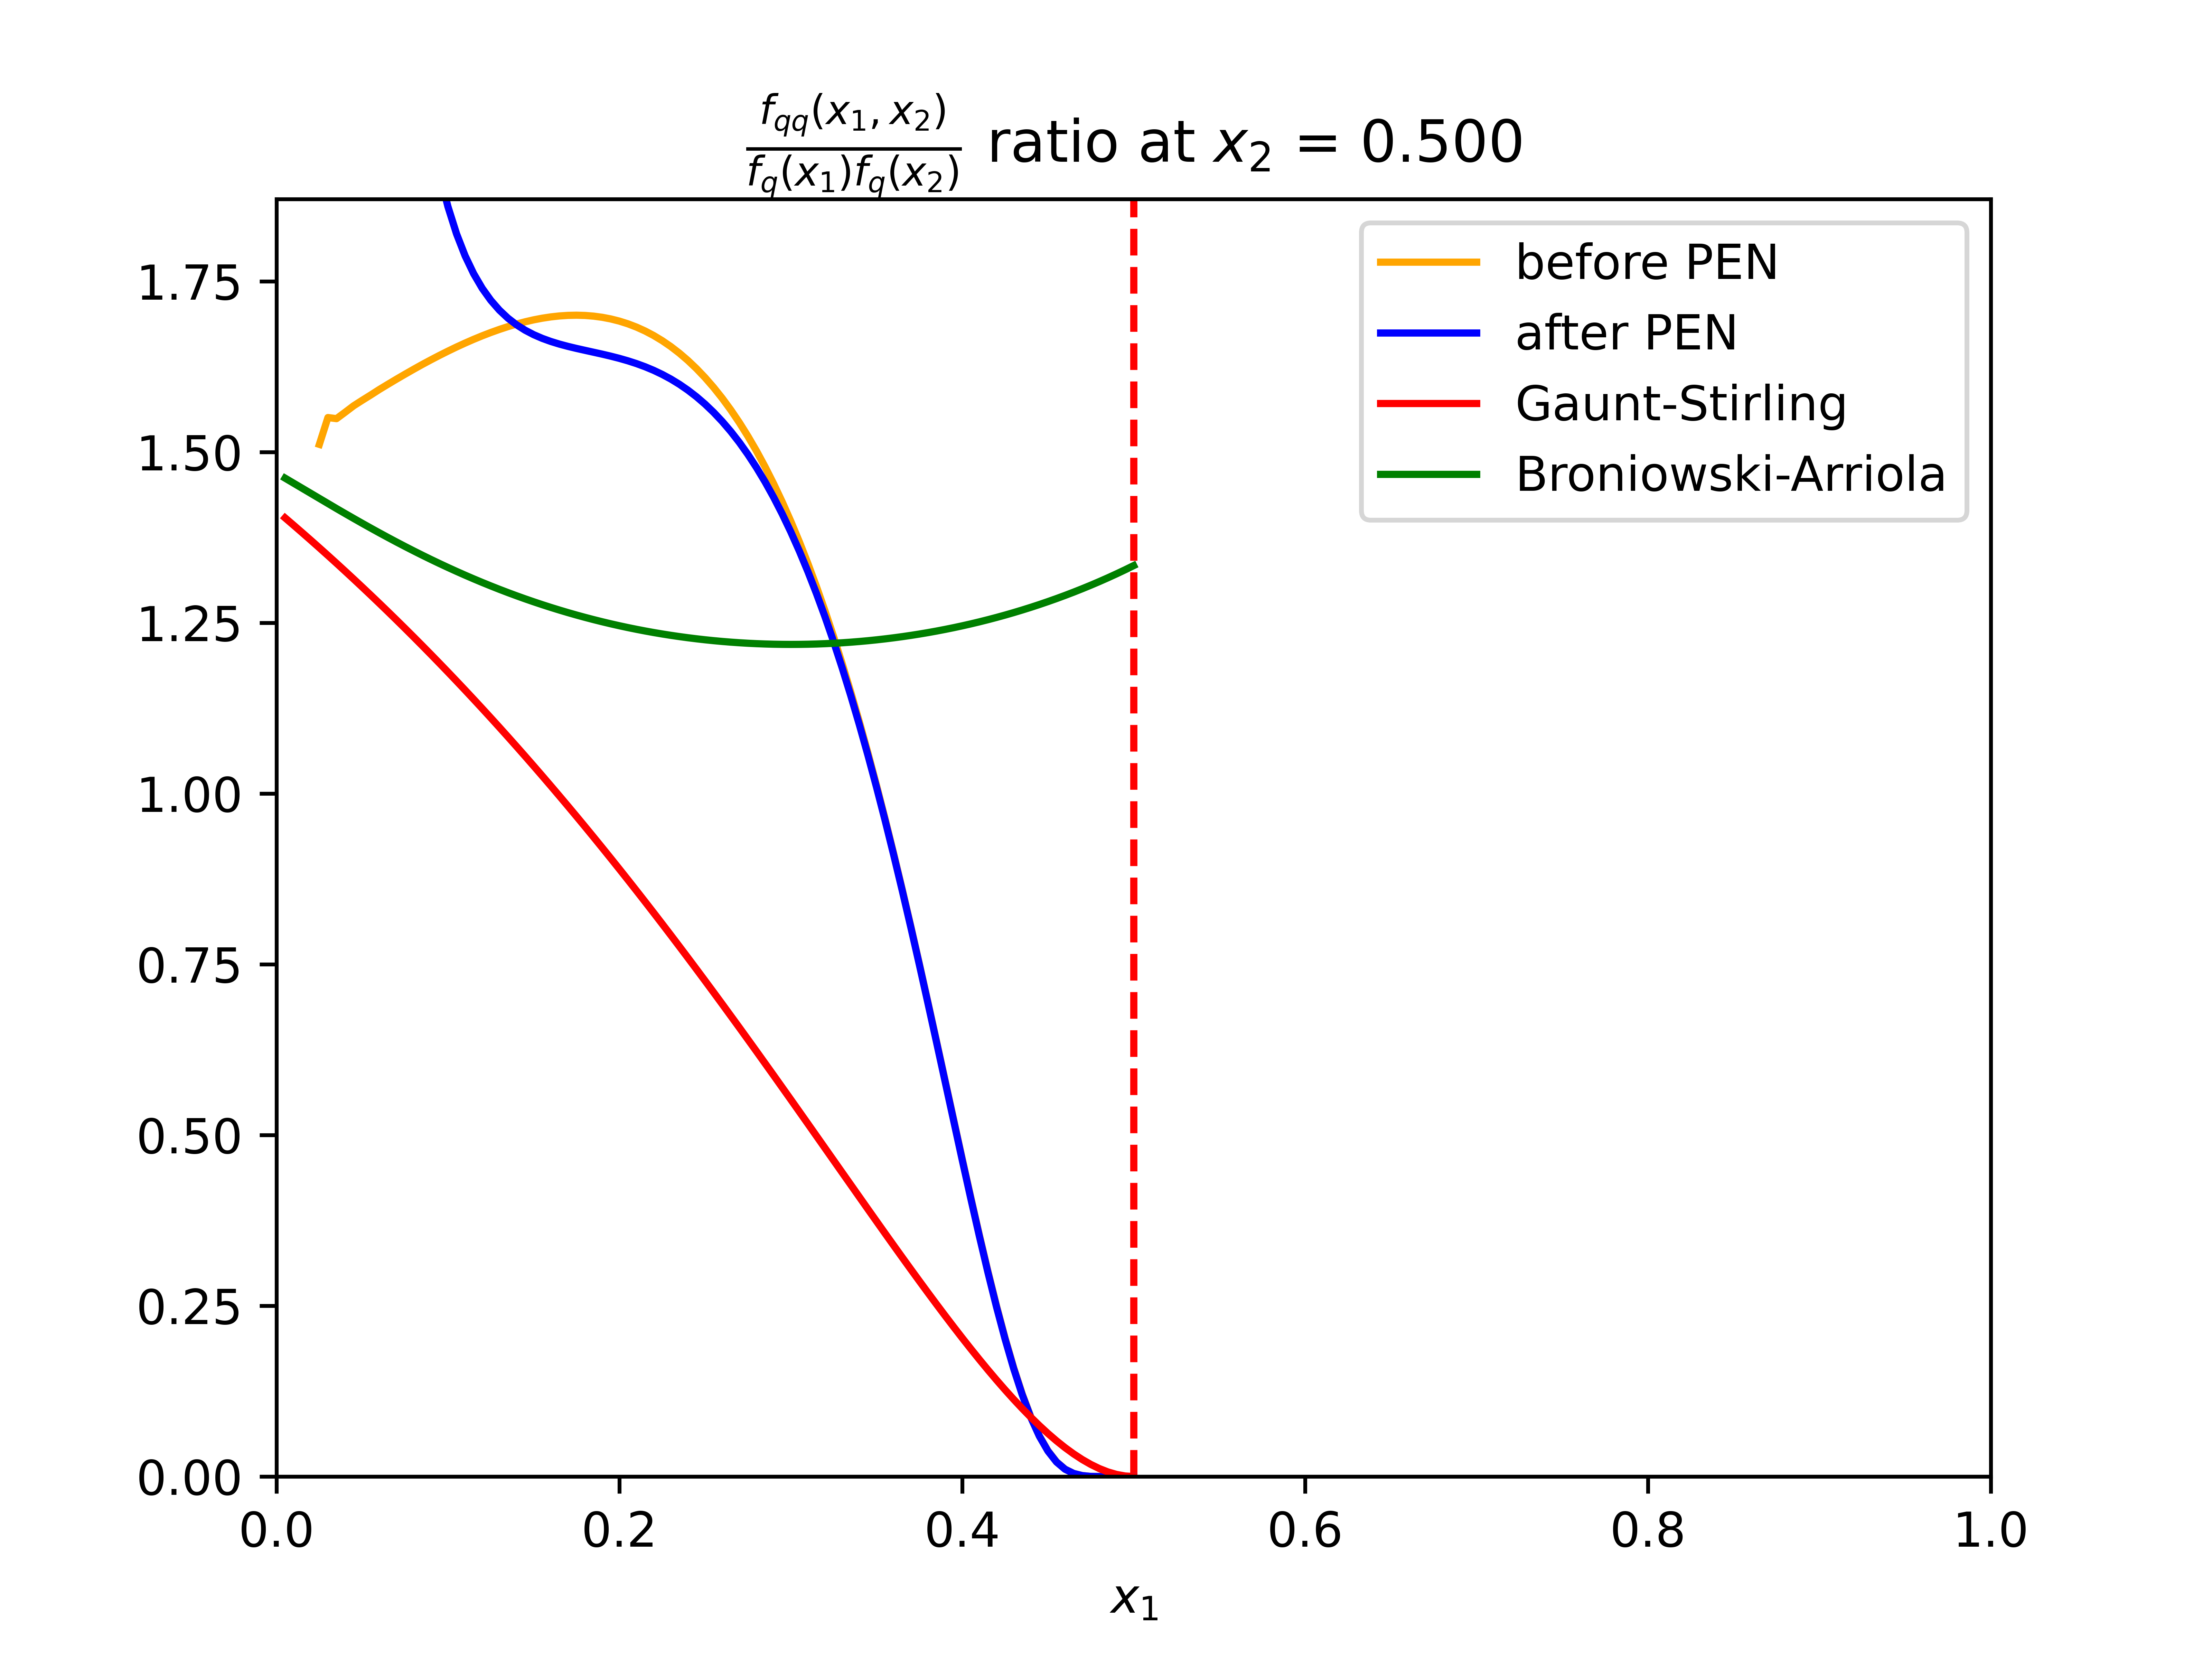 f_qq(x_1, x_2) / f_q(x_1)f_q(x_2) ratio at x_2 = 0.500
before PEN
after PEN
Gaunt-Stirling
Broniowski-Arriola
1.75
1.50
1.25
1.00
0.75
0.50
0.25
0.00
0.0 0.2 0.4 0.6 0.8 1.0
x_1